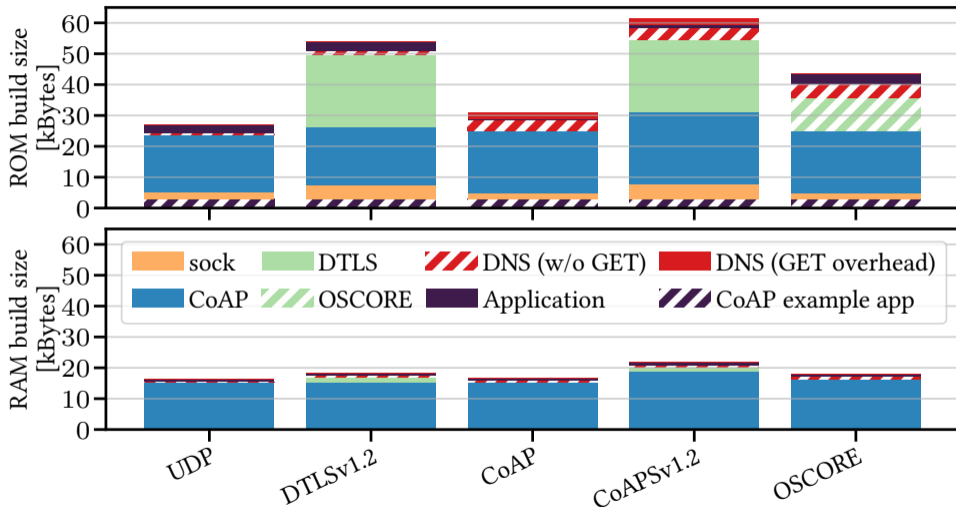 ROM build size
[kBytes]
60
50
40
30
20
10
0
RAM build size
[kBytes]
60
50
40
30
20
10
0
sock DTLS DNS (w/o GET) DNS (GET overhead)
CoAP OSCORE Application CoAP example app
UDP DTLSv1.2 CoAP CoAPSv1.2 OSCORE